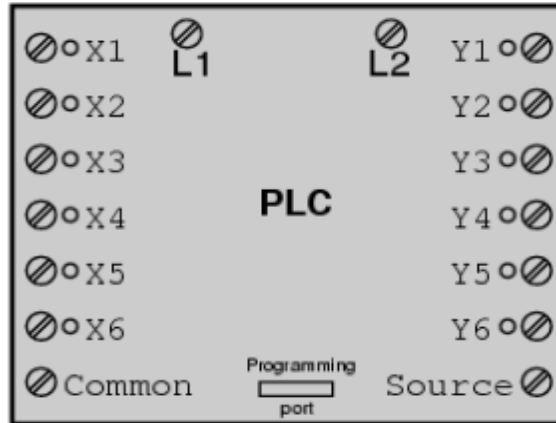 X1 L1 L2 Y1
X2 Y2
X3 Y3
X4 PLC Y4
X5 Y5
X6 Y6
Programming
Common Source
port